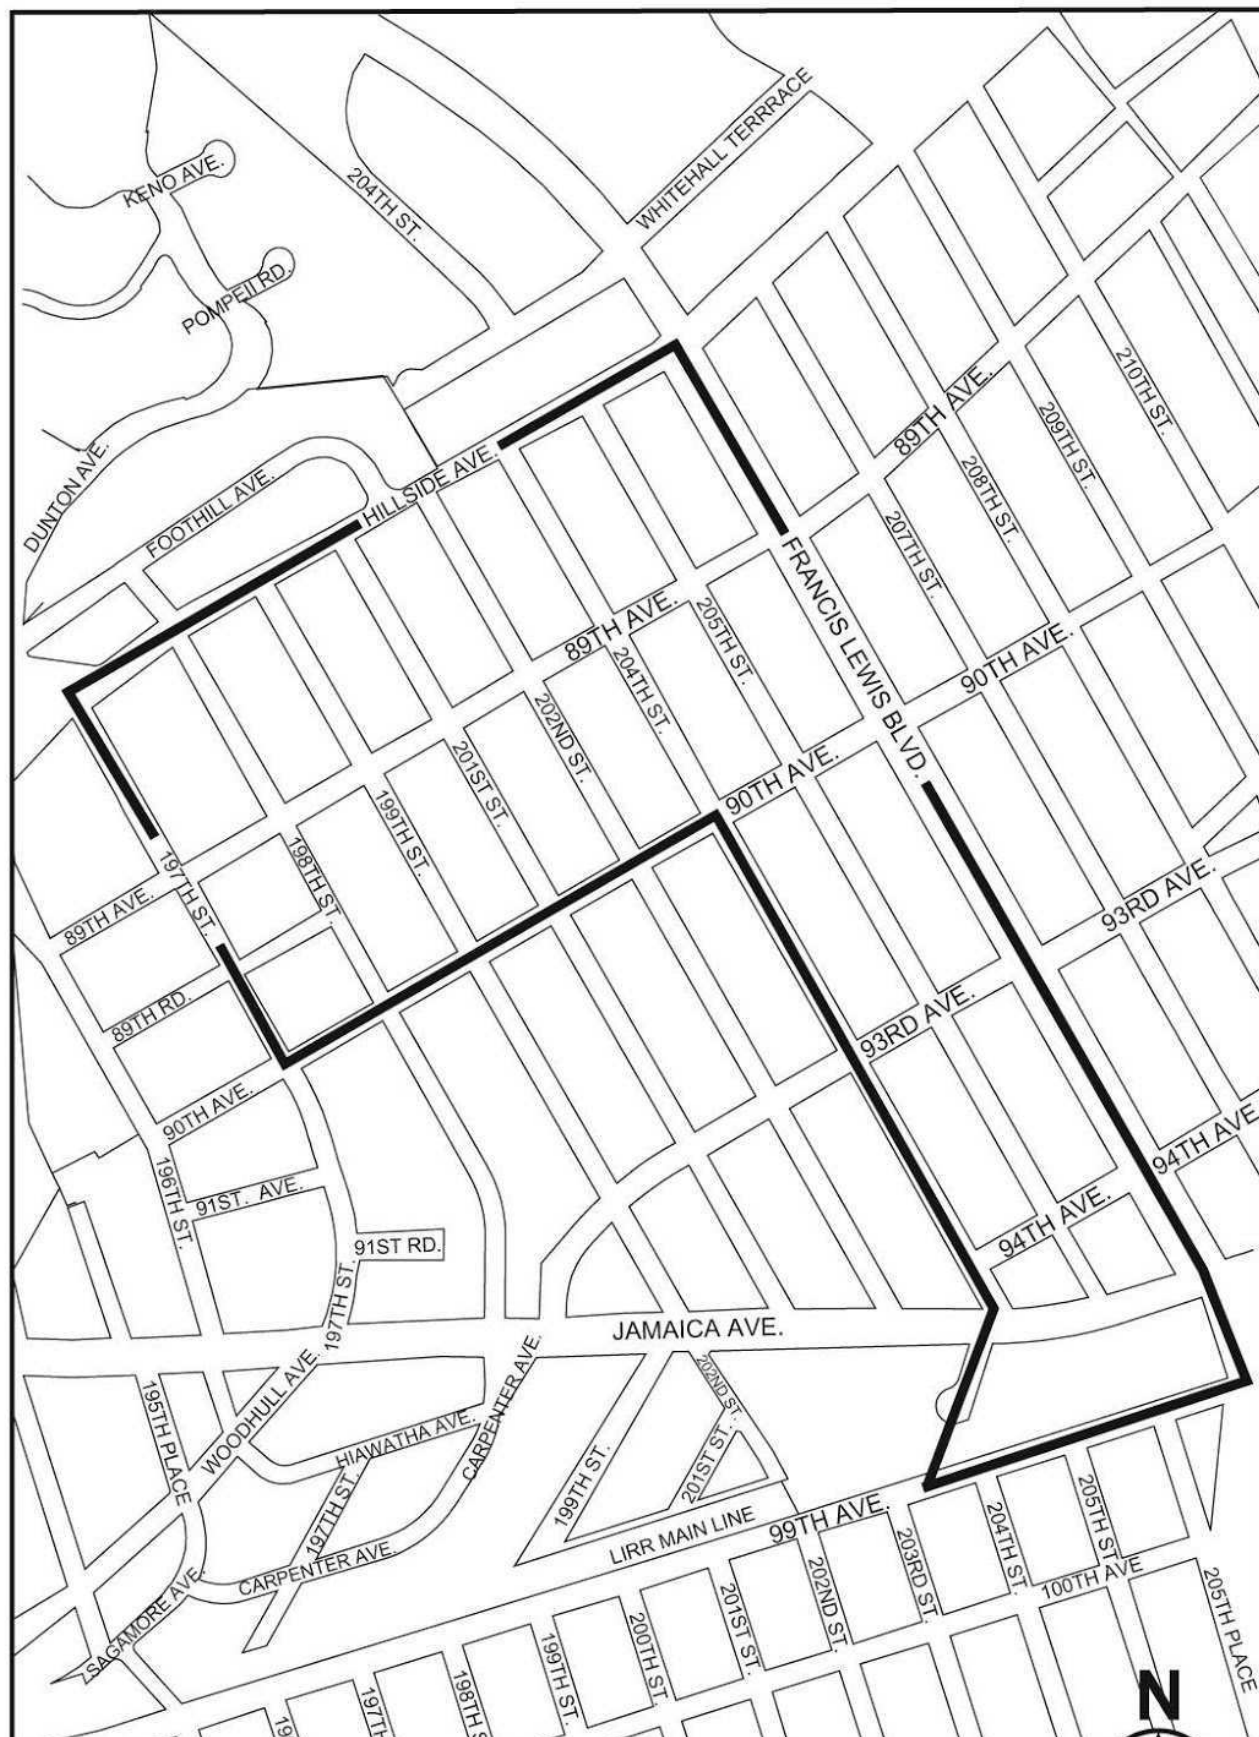 WHITEHALL TERRRACE
KENO AVE.
204TH ST.
POMPEII RD.
210TH ST.
89TH AVE.
209TH ST.
HILLSIDE AVE.
DUNTON AVE.
FOOTHILL AVE.
208TH ST.
207TH ST.
FRANCIS LEWIS BLVD.
89TH AVE.
205TH ST.
204TH ST.
90TH AVE.
202ND ST.
201ST ST.
90TH AVE.
199TH ST.
198TH ST.
197TH ST.
89TH AVE.
93RD AVE.
89TH RD.
93RD AVE.
90TH AVE.
94TH AVE
196TH ST.
91ST. AVE.
94TH AVE.
91ST RD.
197TH ST.
JAMAICA AVE.
CARPENTER AVE.
202ND ST.
WOODHULL AVE.
195TH PLACE
HIAWATHA AVE.
201ST ST.
199TH ST.
197TH ST.
LIRR MAIN LINE
99TH AVE.
205TH ST.
204TH ST.
203RD ST.
202ND ST.
100TH AVE
CARPENTER AVE.
SAGAMORE AVE.
205TH PLACE
201ST ST.
200TH ST.
199TH ST.
198TH S
197TH
19
N